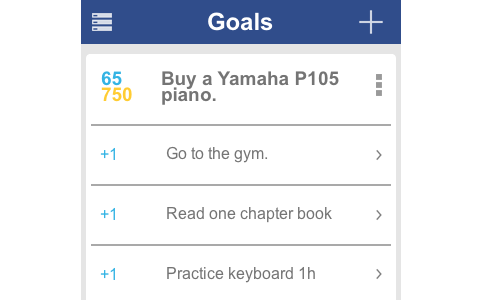 Goals
65 Buy a Yamaha P105
750 piano.
+1 Go to the gym.
+1 Read one chapter book
+1 Practice keyboard 1h